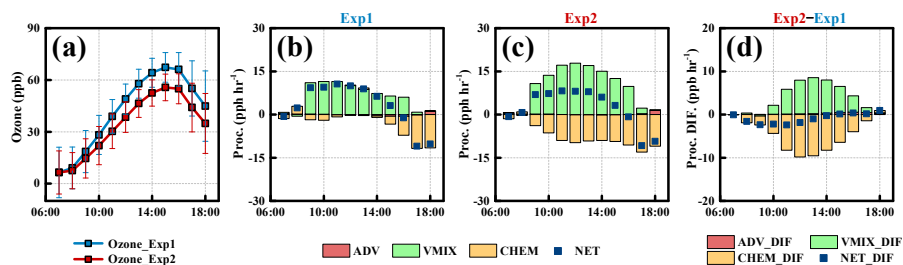 Exp1
Exp2
Exp2−Exp1
(a)
(b)
(c)
(d)
Ozone (ppb)
90
60
30
0
06:00 10:00 14:00 18:00
Proc. (pph hr⁻¹)
30
15
0
-15
-30
06:00 10:00 14:00 18:00
Proc. (pph hr⁻¹)
30
15
0
-15
-30
06:00 10:00 14:00 18:00
Proc. DIF. (ppb hr⁻¹)
20
10
0
-10
-20
06:00 10:00 14:00 18:00
Ozone_Exp1
Ozone_Exp2
ADV VMIX CHEM NET
ADV_DIF VMIX_DIF
CHEM_DIF NET_DIF